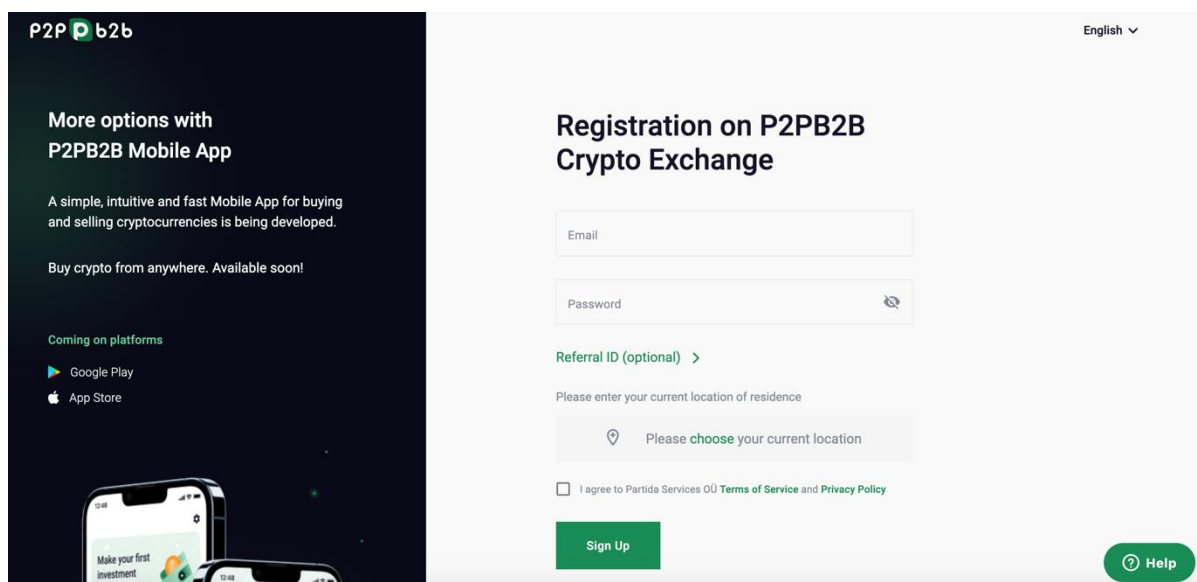 P2P b2b
English
More options with
P2PB2B Mobile App
A simple, intuitive and fast Mobile App for buying
and selling cryptocurrencies is being developed.
Buy crypto from anywhere. Available soon!
Coming on platforms
Google Play
App Store
12:48
Make your first
investment
12:48
Registration on P2PB2B
Crypto Exchange
Email
Password
Referral ID (optional)
Please enter your current location of residence
Please choose your current location
I agree to Partida Services OÜ Terms of Service and Privacy Policy
Sign Up
Help